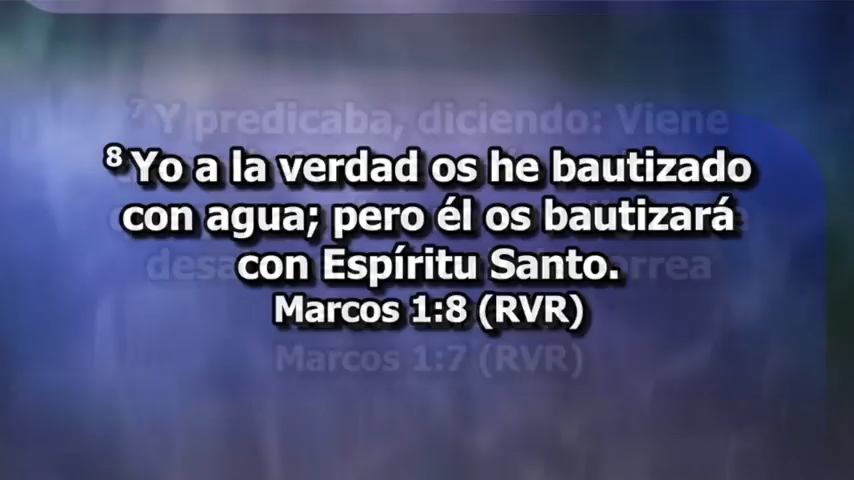 ⁷ Y predicaba, diciendo: Viene
⁸ Yo a la verdad os he bautizado
con agua; pero él os bautizará
con Espíritu Santo.
Marcos 1:8 (RVR)
Marcos 1:7 (RVR)